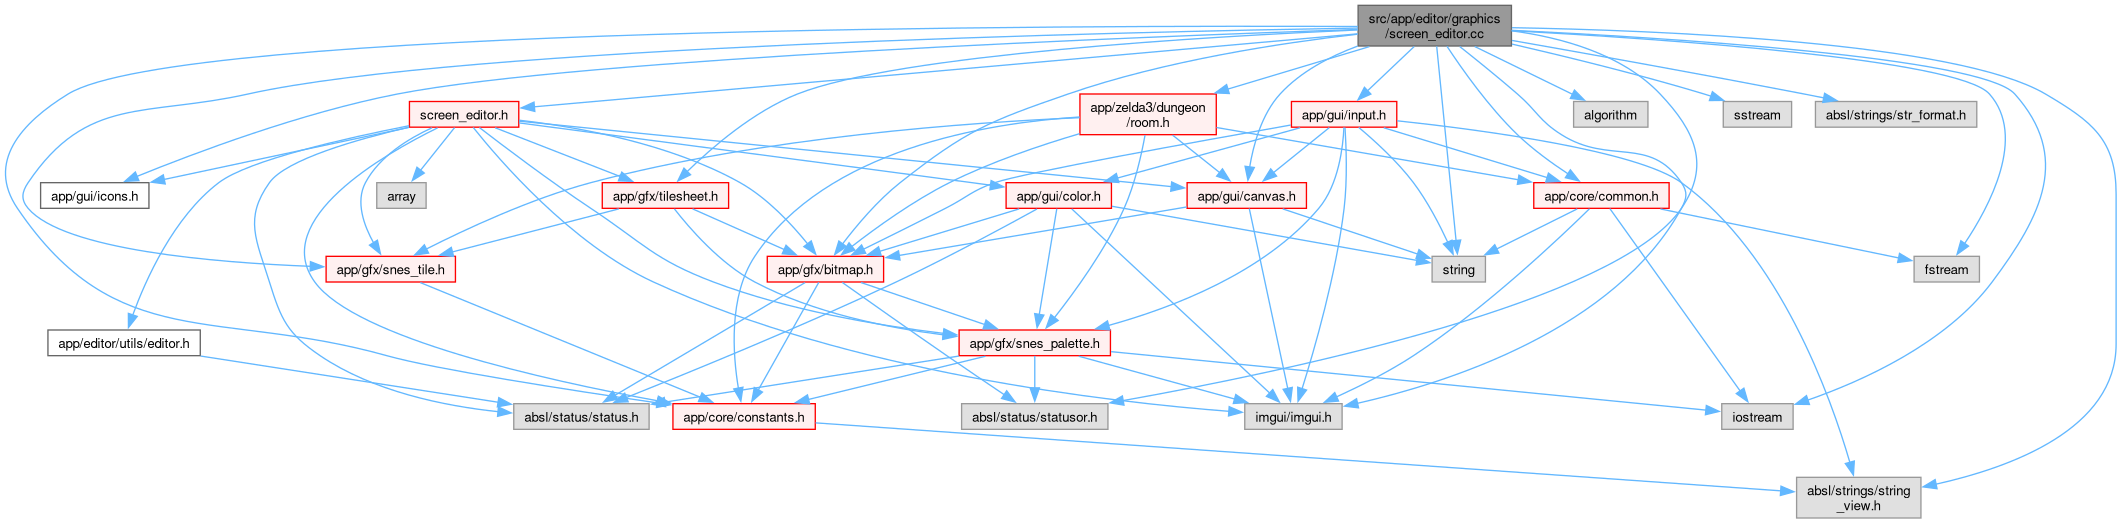 src/app/editor/graphics
/screen_editor.cc
screen_editor.h
app/zelda3/dungeon
/room.h
app/gui/input.h
algorithm
sstream
absl/strings/str_format.h
app/gui/icons.h
array
app/gfx/tilesheet.h
app/gui/color.h
app/gui/canvas.h
app/core/common.h
app/gfx/snes_tile.h
app/gfx/bitmap.h
string
fstream
app/editor/utils/editor.h
app/gfx/snes_palette.h
absl/status/status.h
app/core/constants.h
absl/status/statusor.h
imgui/imgui.h
iostream
absl/strings/string
_view.h